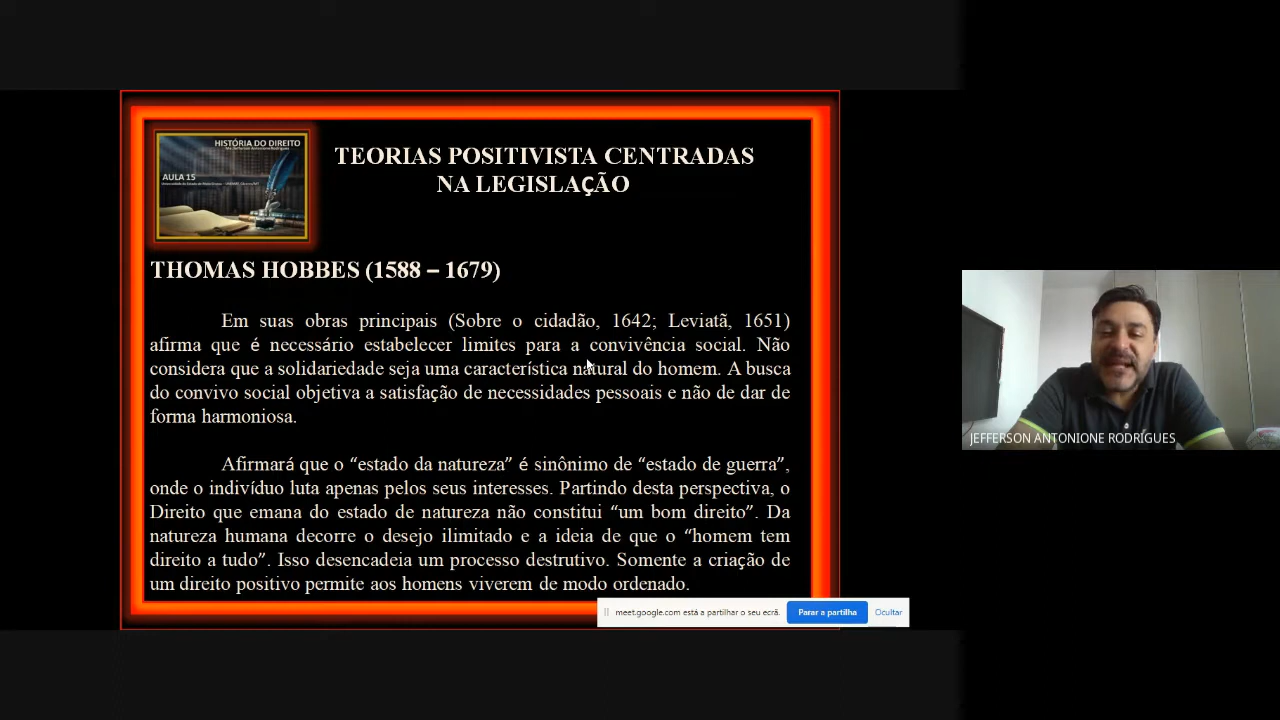 HISTÓRIA DO DIREITO
AULA 15
TEORIAS POSITIVISTA CENTRADAS
NA LEGISLAÇÃO
THOMAS HOBBES (1588 – 1679)
Em suas obras principais (Sobre o cidadão, 1642; Leviatã, 1651)
afirma que é necessário estabelecer limites para a convivência social. Não
considera que a solidariedade seja uma característica natural do homem. A busca
do convivo social objetiva a satisfação de necessidades pessoais e não de dar de
forma harmoniosa.
Afirmará que o “estado da natureza” é sinônimo de “estado de guerra”,
onde o indivíduo luta apenas pelos seus interesses. Partindo desta perspectiva, o
Direito que emana do estado de natureza não constitui “um bom direito”. Da
natureza humana decorre o desejo ilimitado e a ideia de que o “homem tem
direito a tudo”. Isso desencadeia um processo destrutivo. Somente a criação de
um direito positivo permite aos homens viverem de modo ordenado.
meet.google.com está a partilhar o seu ecrã. Parar a partilha Ocultar
JEFFERSON ANTONIONE RODRIGUES